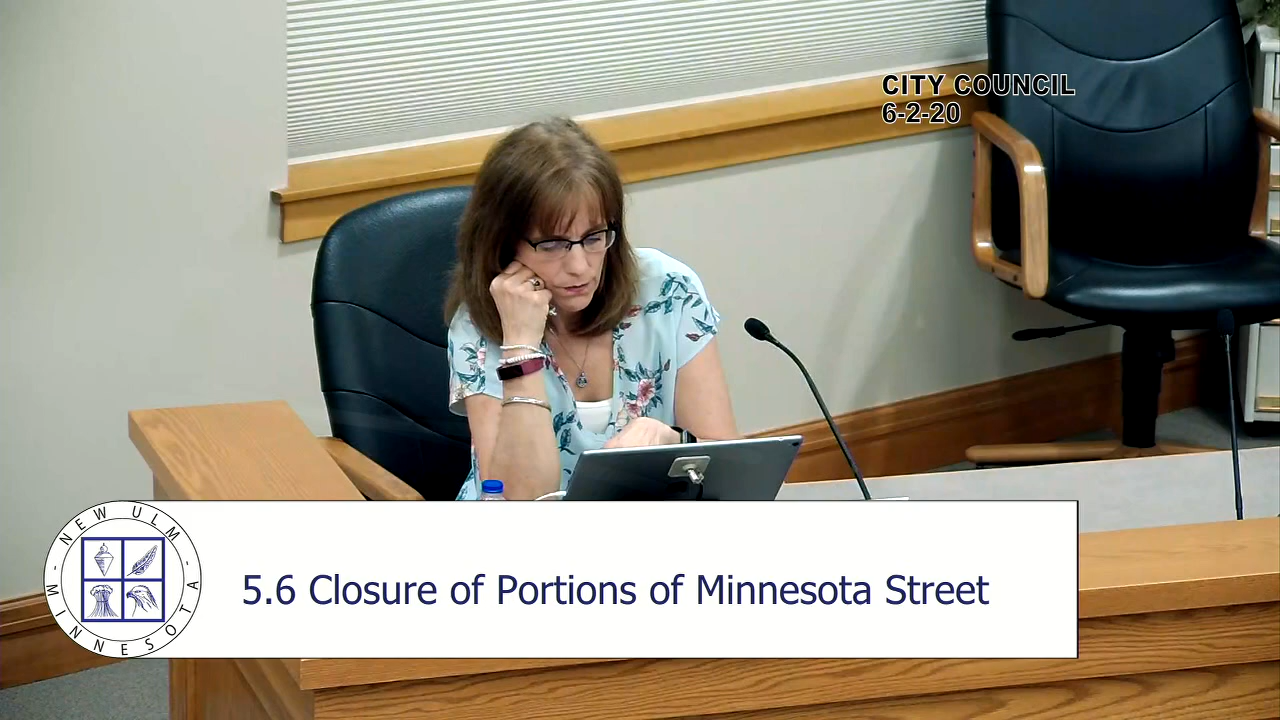 CITY COUNCIL
6-2-20
NEW ULM
MINNESOTA
5.6 Closure of Portions of Minnesota Street